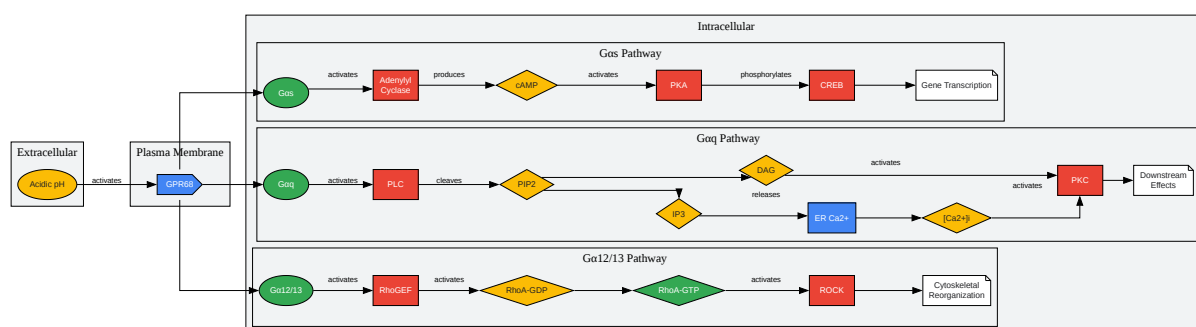 Intracellular
Gαs Pathway
Gαs
activates
Adenylyl
Cyclase
produces
cAMP
activates
PKA
phosphorylates
CREB
Gene Transcription
Extracellular
Acidic pH
activates
Plasma Membrane
GPR68
Gαq Pathway
Gαq
activates
PLC
cleaves
PIP2
DAG
activates
releases
IP3
ER Ca2+
[Ca2+]i
activates
PKC
Downstream
Effects
Gα12/13 Pathway
Gα12/13
activates
RhoGEF
activates
RhoA-GDP
RhoA-GTP
activates
ROCK
Cytoskeletal
Reorganization